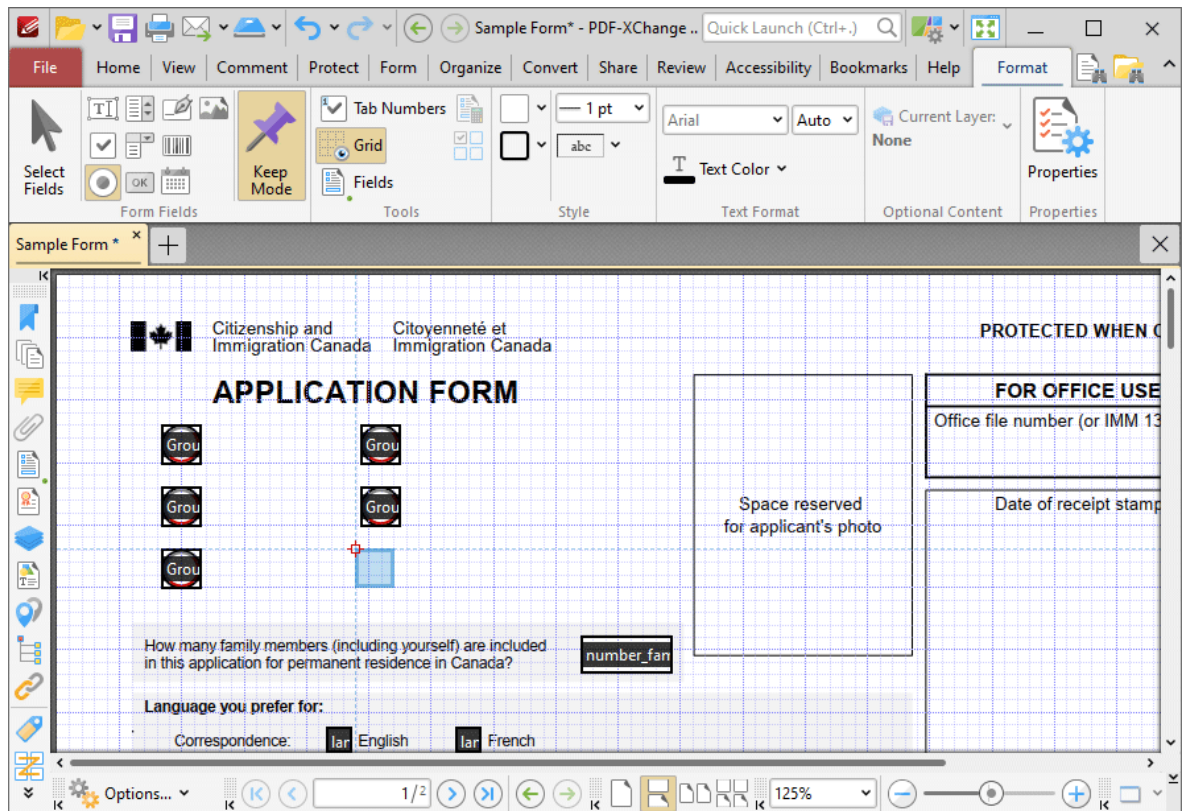 Sample Form* - PDF-XChange ..
Quick Launch (Ctrl+.)
File Home View Comment Protect Form Organize Convert Share Review Accessibility Bookmarks Help Format
Select Fields
OK
Keep Mode
Tab Numbers
Grid
Fields
1 pt
abc
Arial
Auto
Text Color
Current Layer:
None
Properties
Form Fields Tools Style Text Format Optional Content Properties
Sample Form *
Citizenship and
Immigration Canada
Citoyenneté et
Immigration Canada
PROTECTED WHEN C
APPLICATION FORM
FOR OFFICE USE
Office file number (or IMM 13
Grou Grou
Grou Grou
Grou
Space reserved
for applicant's photo
Date of receipt stamp
How many family members (including yourself) are included
in this application for permanent residence in Canada?
number_fam
Language you prefer for:
Correspondence: lar English lar French
Options...
1/2
125%